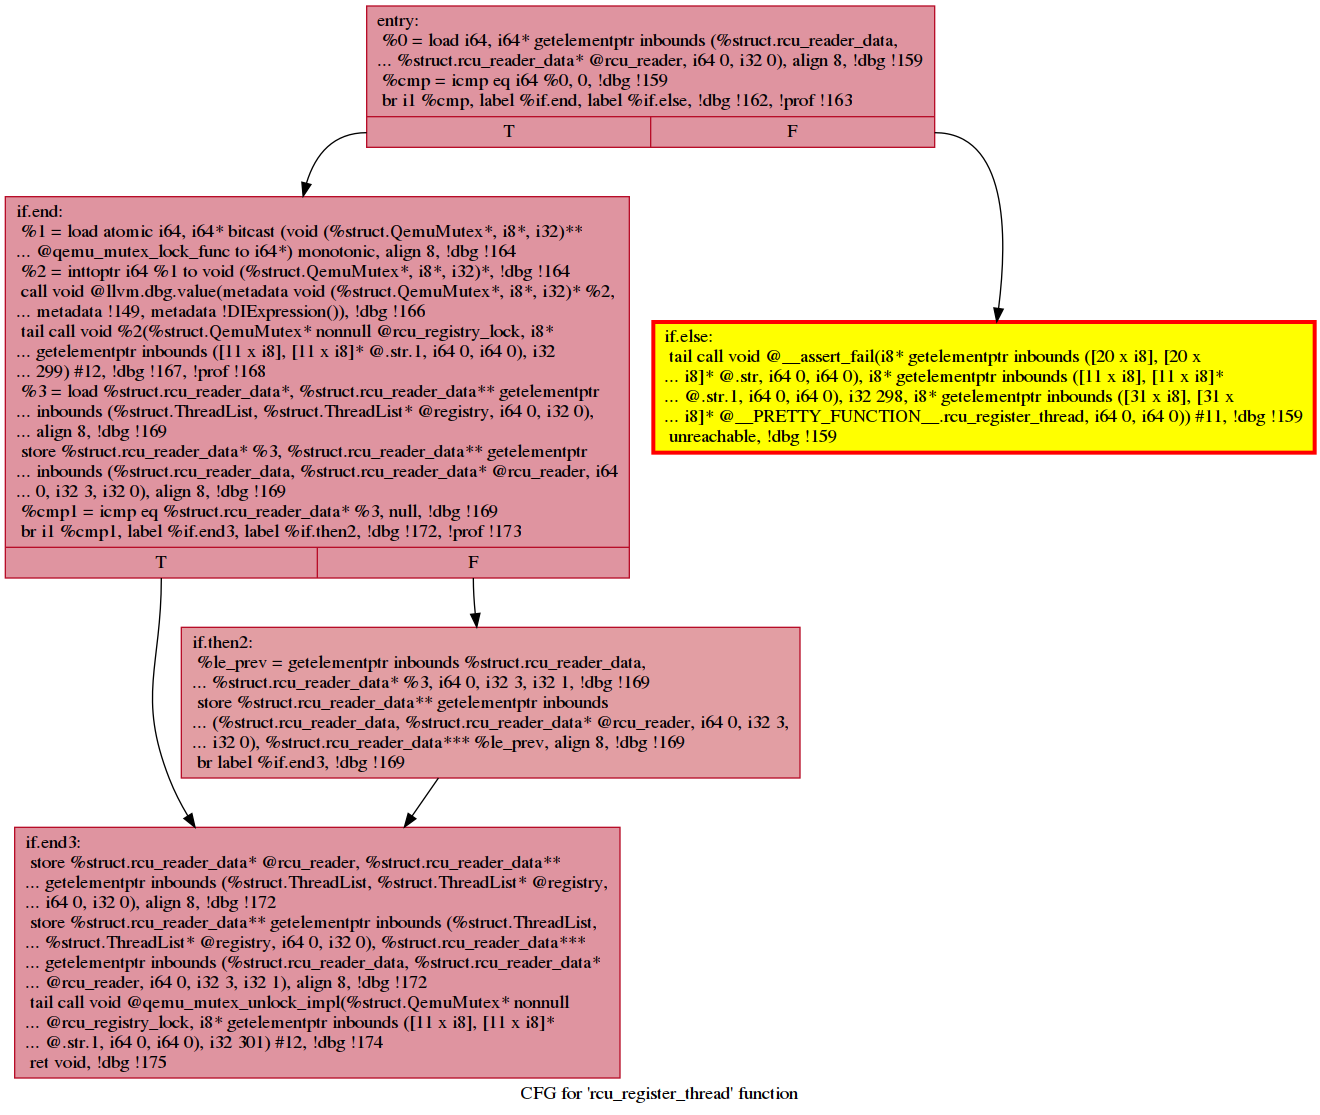 entry:
%0 = load i64, i64* getelementptr inbounds (%struct.rcu_reader_data,
... %struct.rcu_reader_data* @rcu_reader, i64 0, i32 0), align 8, !dbg !159
%cmp = icmp eq i64 %0, 0, !dbg !159
br i1 %cmp, label %if.end, label %if.else, !dbg !162, !prof !163
T
F
if.end:
%1 = load atomic i64, i64* bitcast (void (%struct.QemuMutex*, i8*, i32)**
... @qemu_mutex_lock_func to i64*) monotonic, align 8, !dbg !164
%2 = inttoptr i64 %1 to void (%struct.QemuMutex*, i8*, i32)*, !dbg !164
call void @llvm.dbg.value(metadata void (%struct.QemuMutex*, i8*, i32)* %2,
... metadata !149, metadata !DIExpression()), !dbg !166
tail call void %2(%struct.QemuMutex* nonnull @rcu_registry_lock, i8*
... getelementptr inbounds ([11 x i8], [11 x i8]* @.str.1, i64 0, i64 0), i32
... 299) #12, !dbg !167, !prof !168
%3 = load %struct.rcu_reader_data*, %struct.rcu_reader_data** getelementptr
... inbounds (%struct.ThreadList, %struct.ThreadList* @registry, i64 0, i32 0),
... align 8, !dbg !169
store %struct.rcu_reader_data* %3, %struct.rcu_reader_data** getelementptr
... inbounds (%struct.rcu_reader_data, %struct.rcu_reader_data* @rcu_reader, i64
... 0, i32 3, i32 0), align 8, !dbg !169
%cmp1 = icmp eq %struct.rcu_reader_data* %3, null, !dbg !169
br i1 %cmp1, label %if.end3, label %if.then2, !dbg !172, !prof !173
T
F
if.else:
tail call void @__assert_fail(i8* getelementptr inbounds ([20 x i8], [20 x
... i8]* @.str, i64 0, i64 0), i8* getelementptr inbounds ([11 x i8], [11 x i8]*
... @.str.1, i64 0, i64 0), i32 298, i8* getelementptr inbounds ([31 x i8], [31 x
... i8]* @__PRETTY_FUNCTION__.rcu_register_thread, i64 0, i64 0)) #11, !dbg !159
unreachable, !dbg !159
if.then2:
%le_prev = getelementptr inbounds %struct.rcu_reader_data,
... %struct.rcu_reader_data* %3, i64 0, i32 3, i32 1, !dbg !169
store %struct.rcu_reader_data** getelementptr inbounds
... (%struct.rcu_reader_data, %struct.rcu_reader_data* @rcu_reader, i64 0, i32 3,
... i32 0), %struct.rcu_reader_data*** %le_prev, align 8, !dbg !169
br label %if.end3, !dbg !169
if.end3:
store %struct.rcu_reader_data* @rcu_reader, %struct.rcu_reader_data**
... getelementptr inbounds (%struct.ThreadList, %struct.ThreadList* @registry,
... i64 0, i32 0), align 8, !dbg !172
store %struct.rcu_reader_data** getelementptr inbounds (%struct.ThreadList,
... %struct.ThreadList* @registry, i64 0, i32 0), %struct.rcu_reader_data***
... getelementptr inbounds (%struct.rcu_reader_data, %struct.rcu_reader_data*
... @rcu_reader, i64 0, i32 3, i32 1), align 8, !dbg !172
tail call void @qemu_mutex_unlock_impl(%struct.QemuMutex* nonnull
... @rcu_registry_lock, i8* getelementptr inbounds ([11 x i8], [11 x i8]*
... @.str.1, i64 0, i64 0), i32 301) #12, !dbg !174
ret void, !dbg !175
CFG for 'rcu_register_thread' function